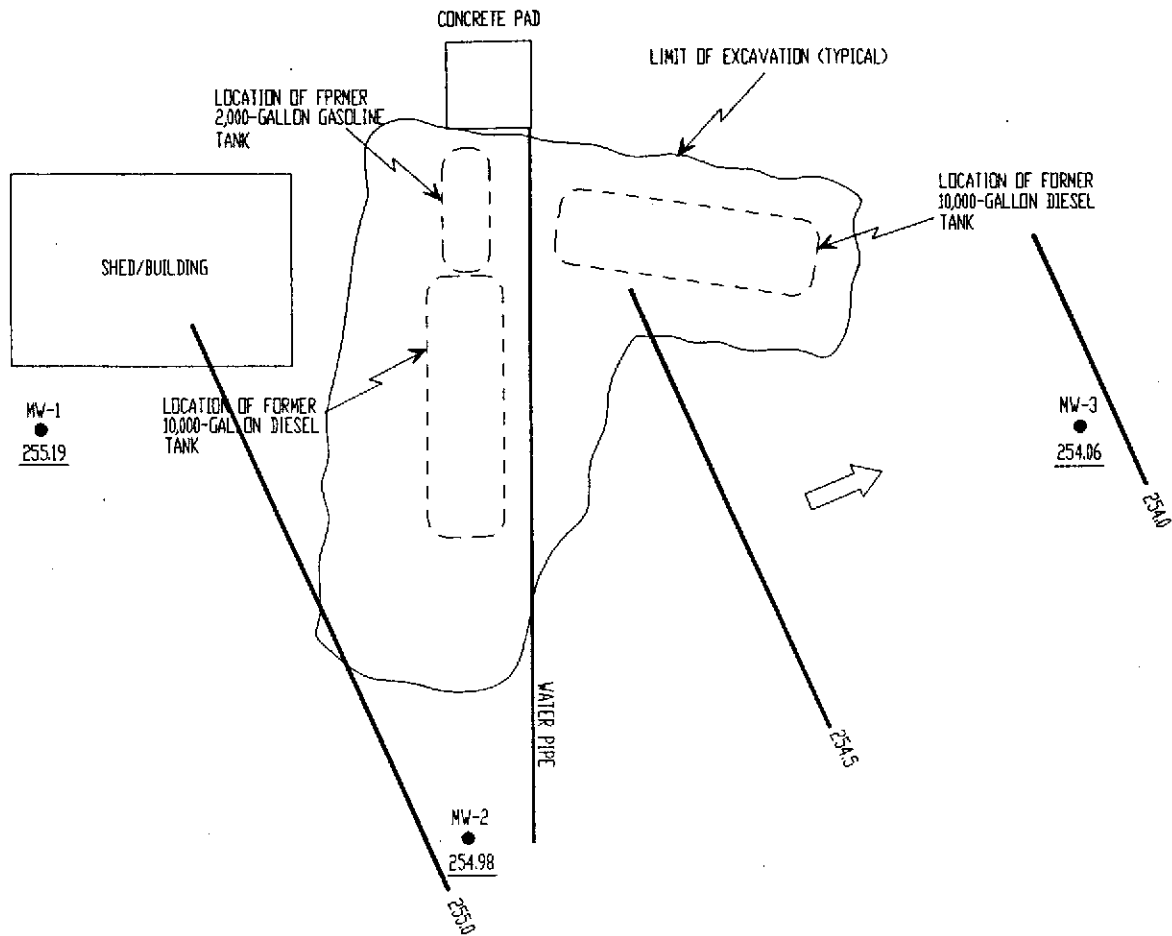 CONCRETE PAD
LIMIT OF EXCAVATION (TYPICAL)
LOCATION OF FPRMER
2,000-GALLON GASOLINE
TANK
LOCATION OF FORMER
10,000-GALLON DIESEL
TANK
SHED/BUILDING
MW-1
255.19
LOCATION OF FORMER
10,000-GALLON DIESEL
TANK
MW-3
254.06
254.0
WATER PIPE
254.5
MW-2
254.98
255.0